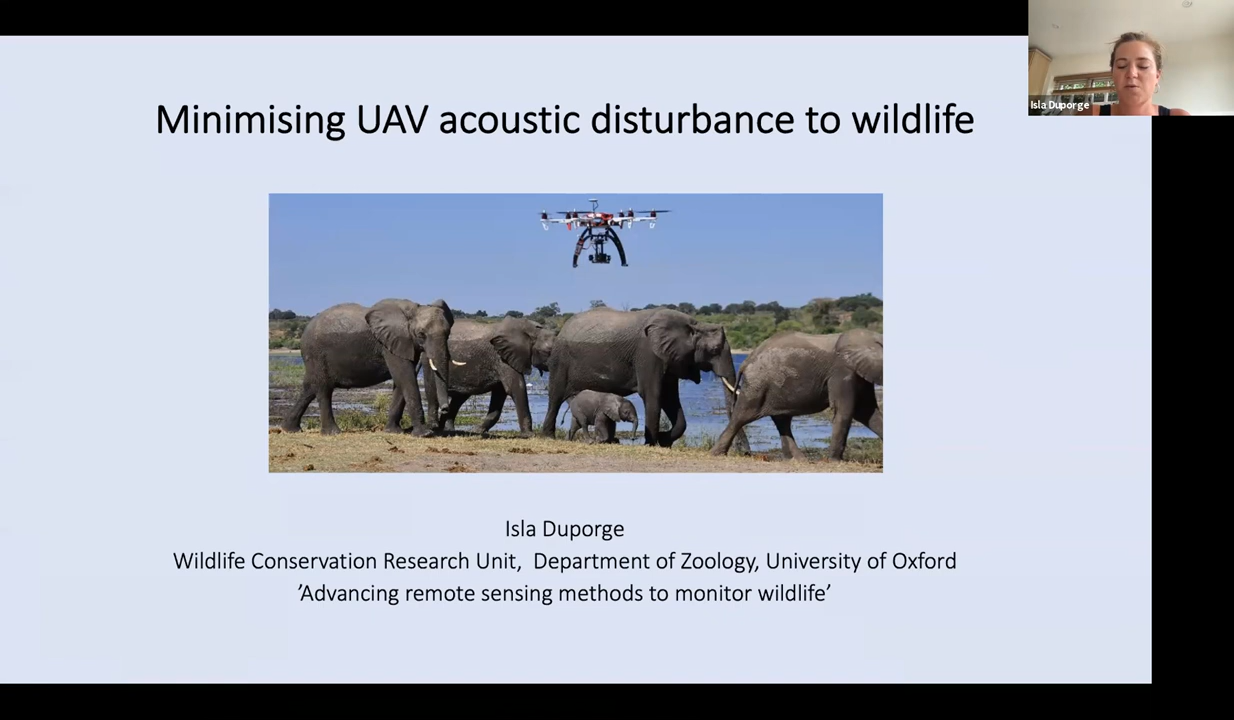 Minimising UAV acoustic disturbance to wildlife
Isla Duporge
Isla Duporge
Wildlife Conservation Research Unit, Department of Zoology, University of Oxford
’Advancing remote sensing methods to monitor wildlife’